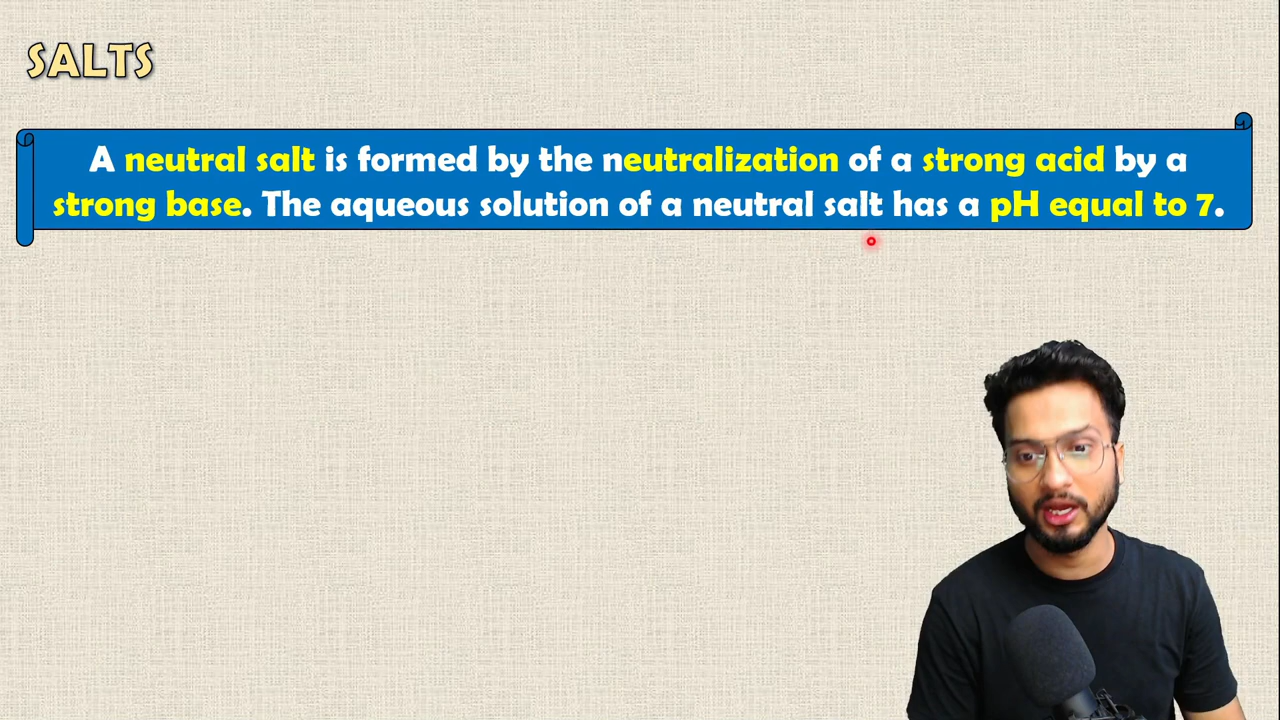 SALTS
A neutral salt is formed by the neutralization of a strong acid by a
strong base. The aqueous solution of a neutral salt has a pH equal to 7.